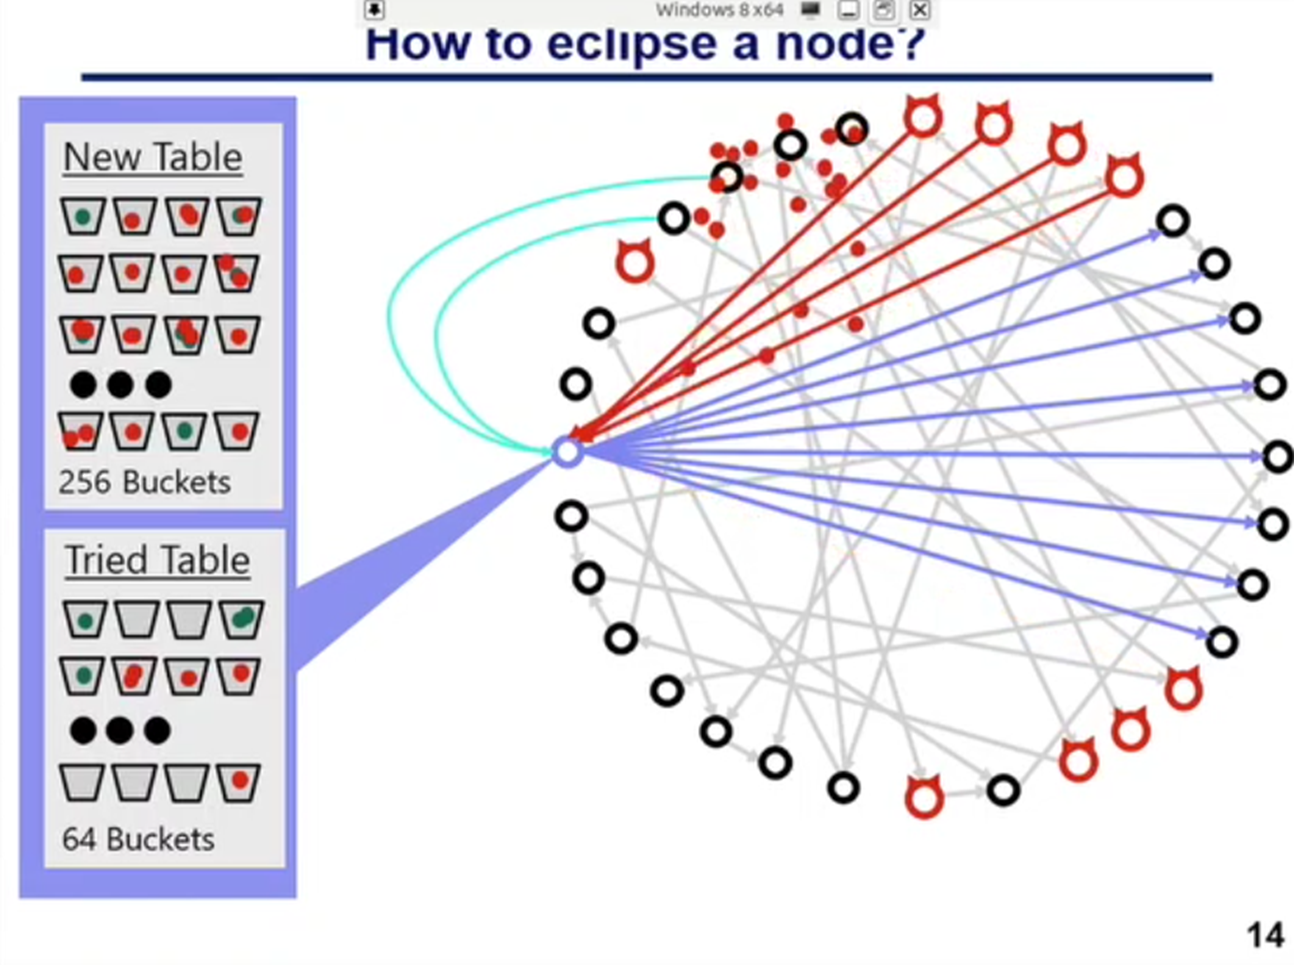 Windows 8 x64
How to eclipse a node?
New Table
256 Buckets
Tried Table
64 Buckets
14